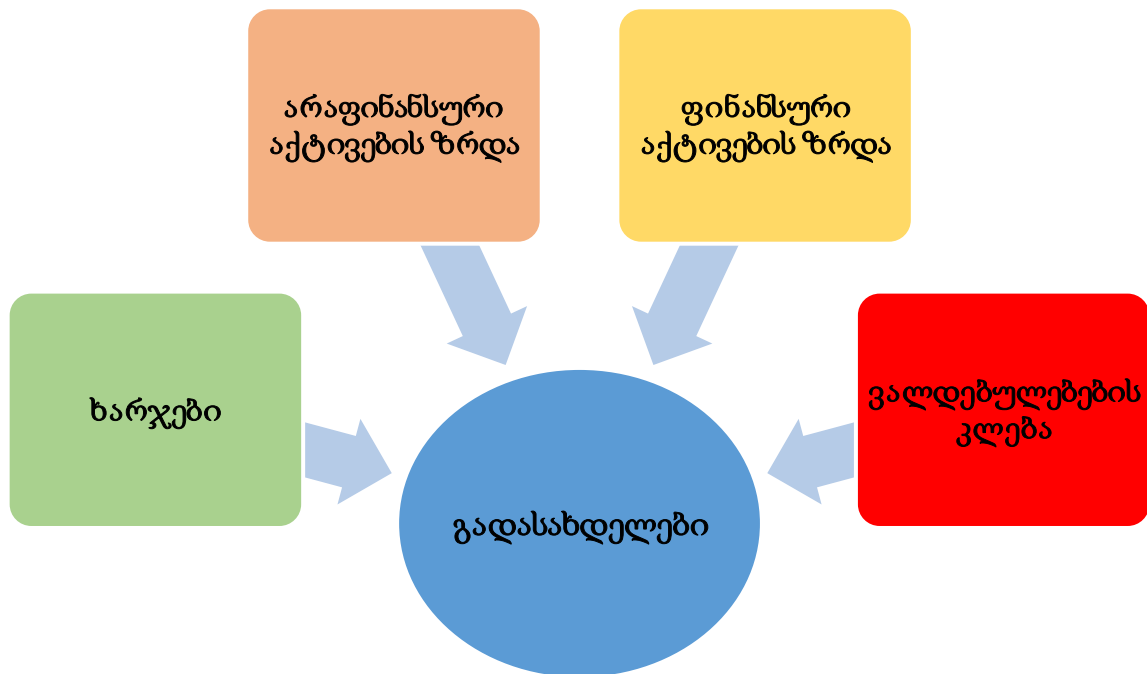 არაფინანსური
აქტივების ზრდა
ფინანსური
აქტივების ზრდა
ხარჯები
ვალდებულებების
კლება
გადასახდელები